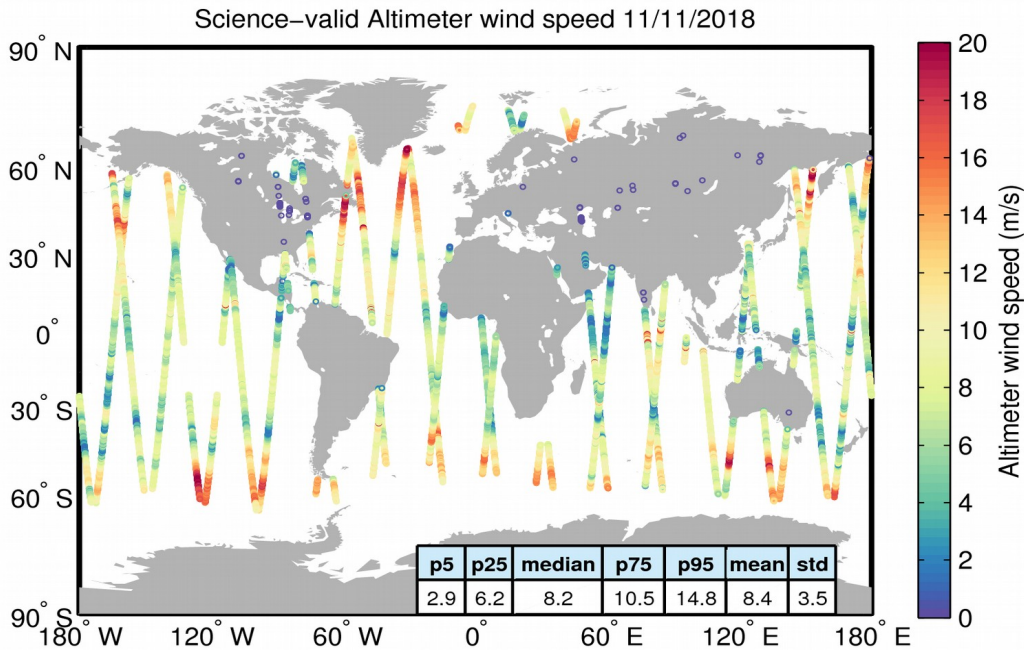 Science−valid Altimeter wind speed 11/11/2018
90° N
60° N
30° N
0°
30° S
60° S
90° S
180° W
120° W
60° W
0°
60° E
120° E
180° E
p5 p25 median p75 p95 mean std
2.9 6.2 8.2 10.5 14.8 8.4 3.5
20
18
16
14
12
10
8
6
4
2
0
Altimeter wind speed (m/s)